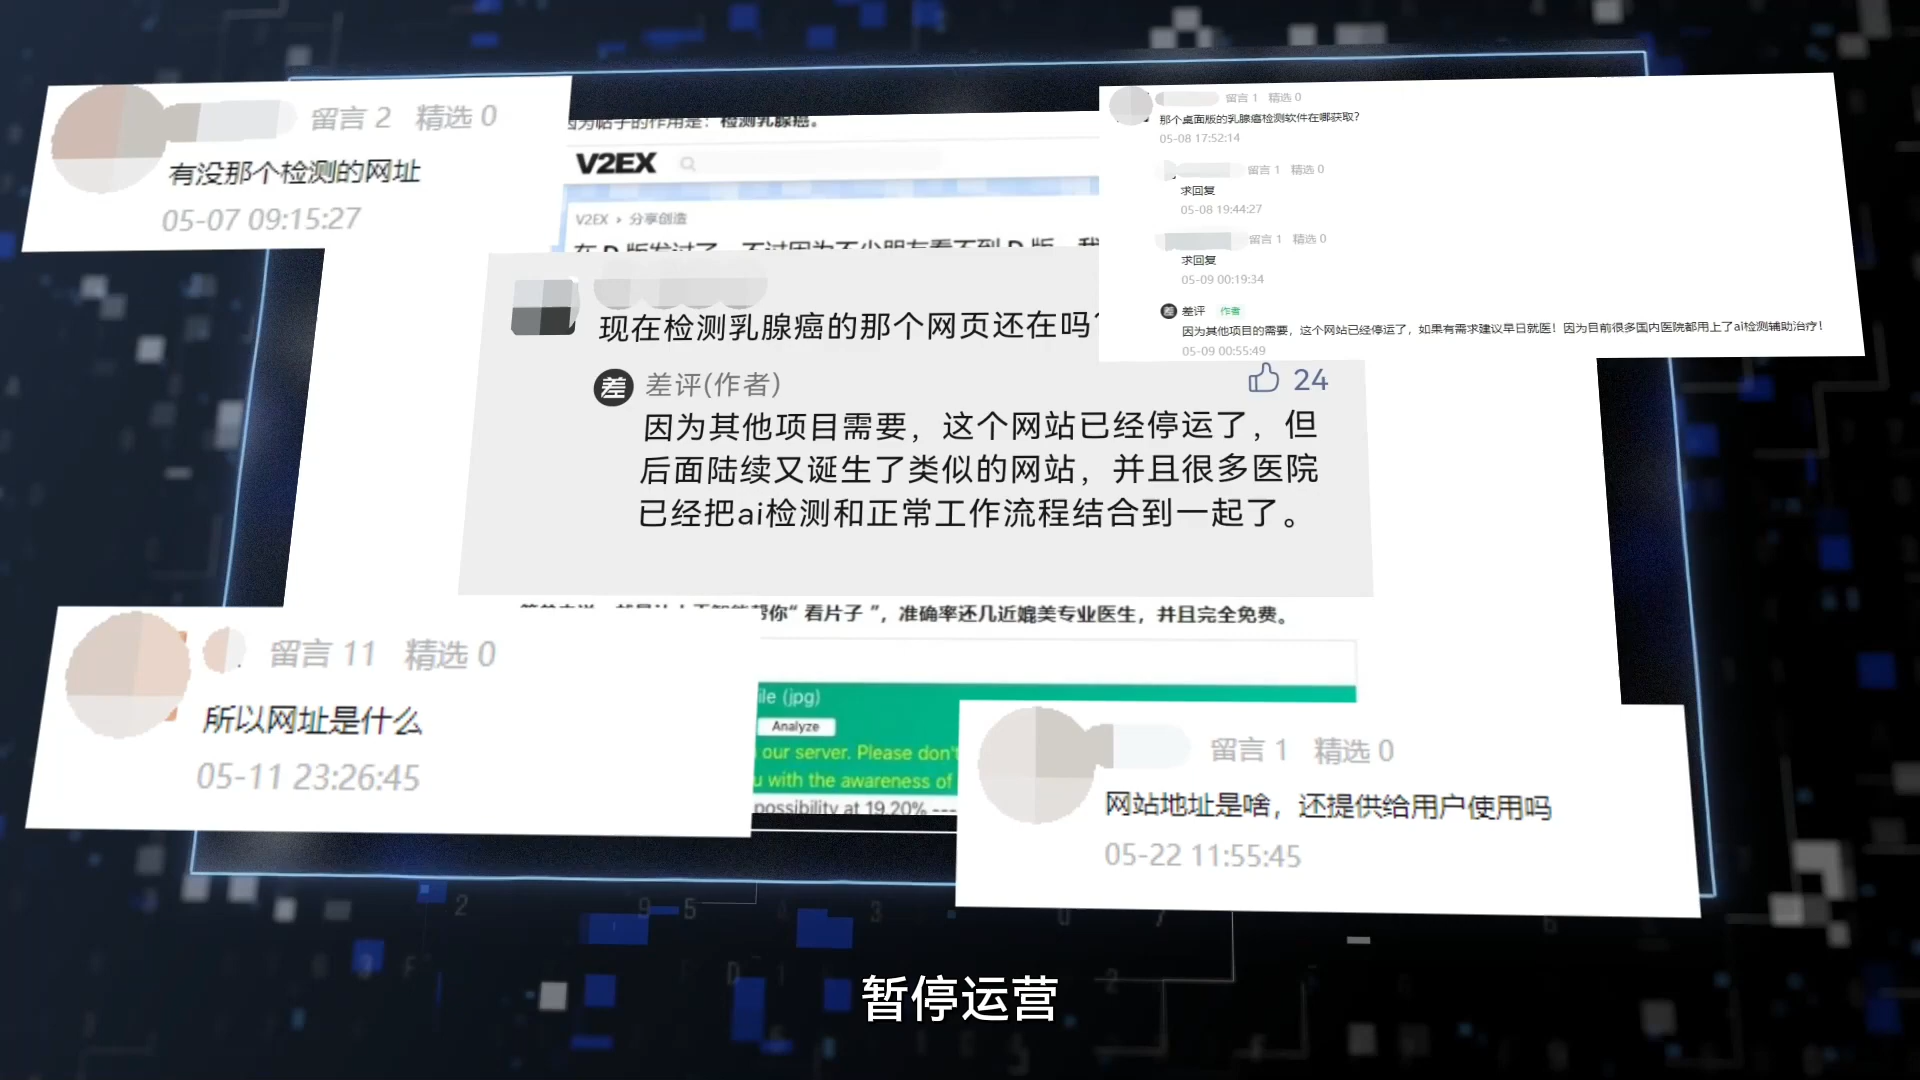 留言 2 精选 0
有没那个检测的网址
05-07 09:15:27
检测乳腺癌。
V2EX
V2EX › 分享创造
留言 1 精选 0
那个桌面版的乳腺癌检测软件在哪获取?
05-08 17:52:14
留言 1 精选 0
求回复
05-08 19:44:27
留言 1 精选 0
求回复
05-09 00:19:34
差评 作者
因为其他项目的需要，这个网站已经停运了，如果有需求建议早日就医！因为目前很多国内医院都用上了ai检测辅助治疗！
05-09 00:55:49
现在检测乳腺癌的那个网页还在吗?
差 差评(作者)
24
因为其他项目需要，这个网站已经停运了，但
后面陆续又诞生了类似的网站，并且很多医院
已经把ai检测和正常工作流程结合到一起了。
帮你“ 看片子 ”，准确率还几近媲美专业医生，并且完全免费。
留言 11 精选 0
所以网址是什么
05-11 23:26:45
ile (jpg)
Analyze
our server. Please don't
u with the awareness of
possibility at 19.20% ---
留言 1 精选 0
网站地址是啥，还提供给用户使用吗
05-22 11:55:45
暂停运营